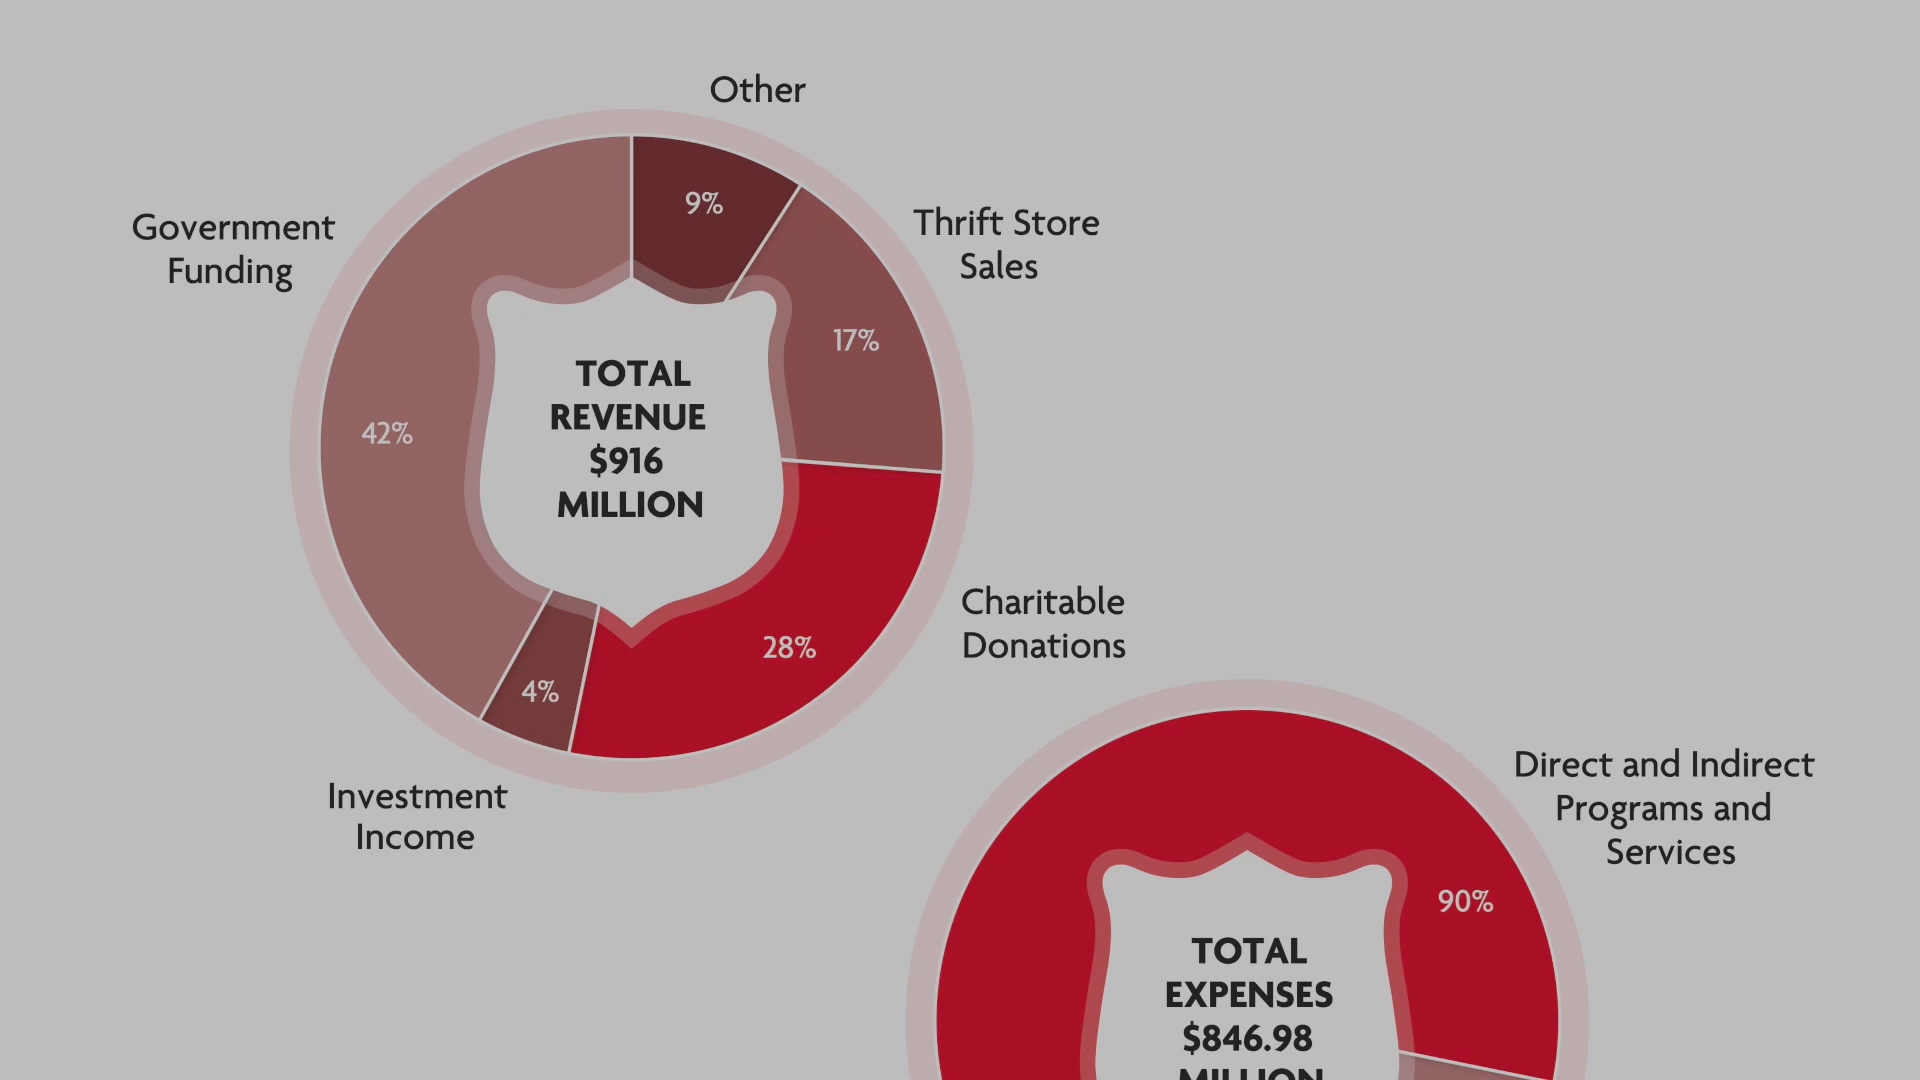 Other
9%
Government
Funding
Thrift Store
Sales
17%
42%
TOTAL
REVENUE
$916
MILLION
Charitable
Donations
28%
4%
Investment
Income
Direct and Indirect
Programs and
Services
90%
TOTAL
EXPENSES
$846.98
MILLION